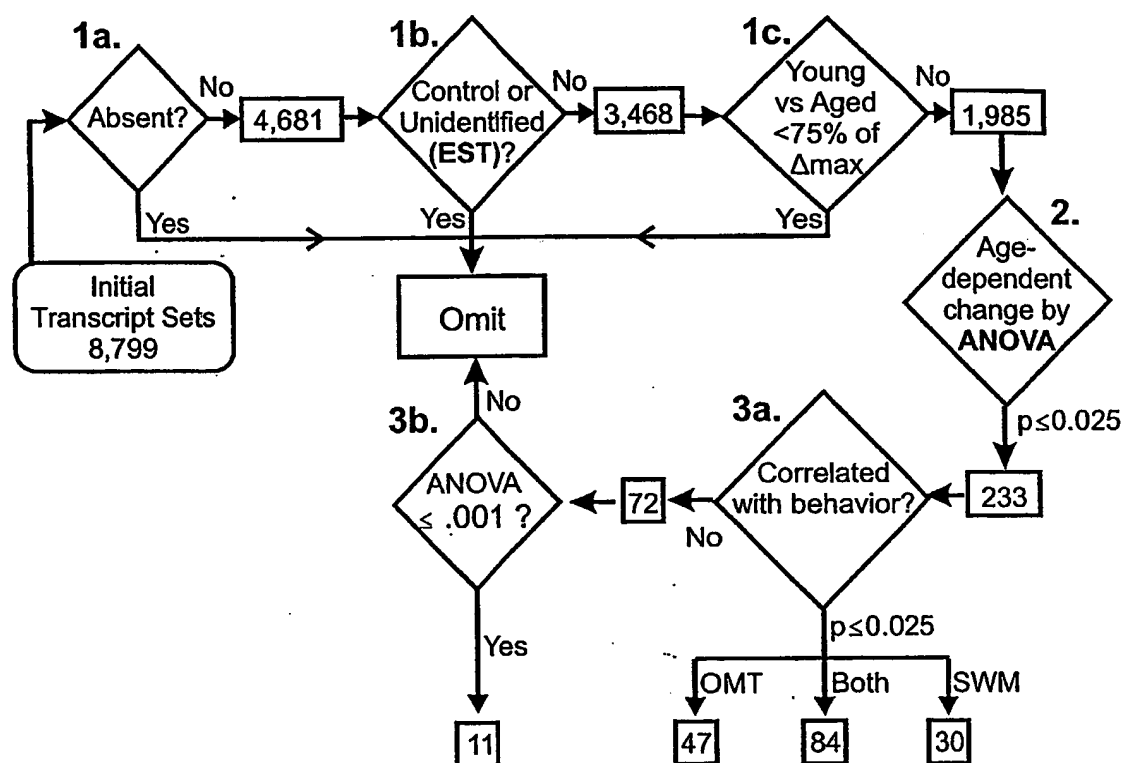 1a.
Absent?
No
4,681
1b.
Control or
Unidentified
(EST)?
No
3,468
1c.
Young
vs Aged
<75% of
Δmax
No
1,985
Yes
Yes
Yes
Initial
Transcript Sets
8,799
Omit
2.
Age-
dependent
change by
ANOVA
p≤0.025
233
3a.
Correlated
with behavior?
No
72
3b.
ANOVA
≤ .001 ?
No
Yes
11
p≤0.025
OMT
Both
SWM
47
84
30